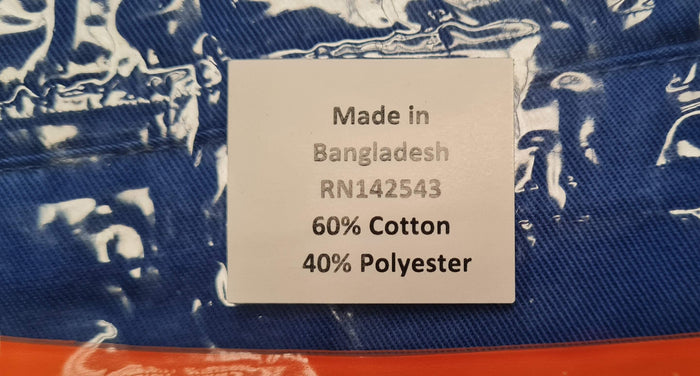 Made in
Bangladesh
RN142543
60% Cotton
40% Polyester